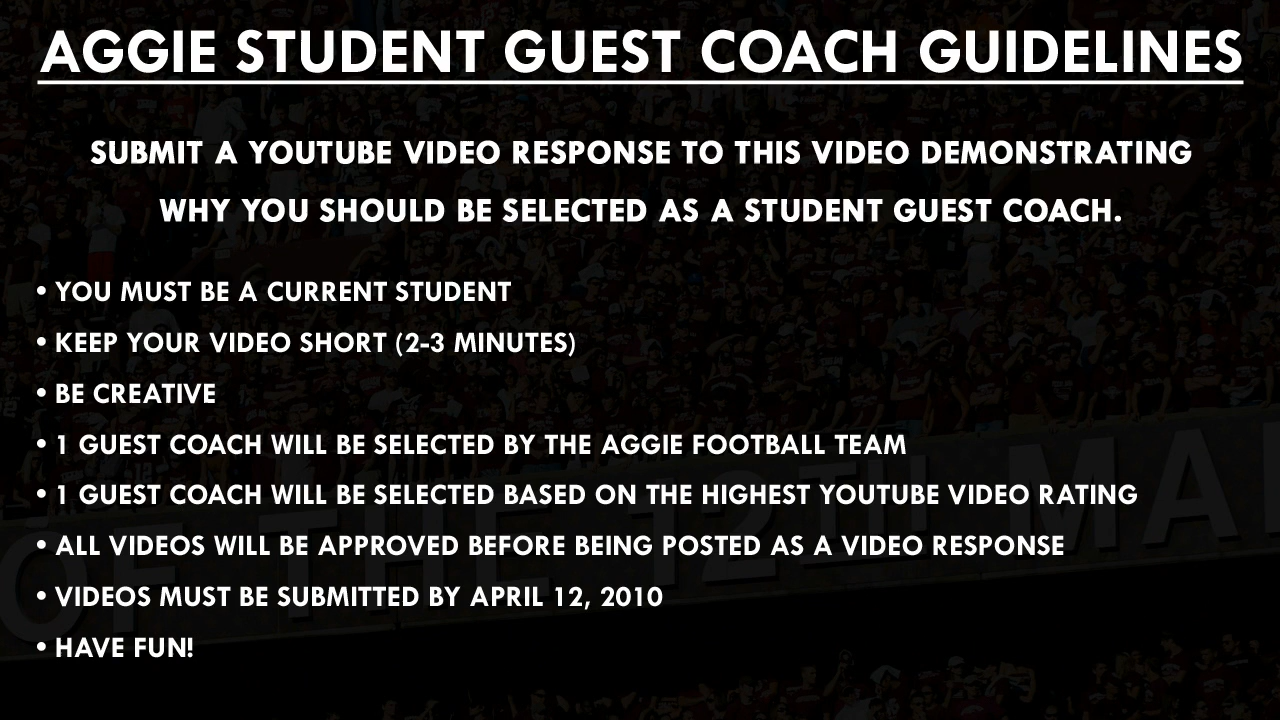 AGGIE STUDENT GUEST COACH GUIDELINES
SUBMIT A YOUTUBE VIDEO RESPONSE TO THIS VIDEO DEMONSTRATING
WHY YOU SHOULD BE SELECTED AS A STUDENT GUEST COACH.
• YOU MUST BE A CURRENT STUDENT
• KEEP YOUR VIDEO SHORT (2-3 MINUTES)
• BE CREATIVE
• 1 GUEST COACH WILL BE SELECTED BY THE AGGIE FOOTBALL TEAM
• 1 GUEST COACH WILL BE SELECTED BASED ON THE HIGHEST YOUTUBE VIDEO RATING
• ALL VIDEOS WILL BE APPROVED BEFORE BEING POSTED AS A VIDEO RESPONSE
• VIDEOS MUST BE SUBMITTED BY APRIL 12, 2010
• HAVE FUN!
OF THE 12TH MA